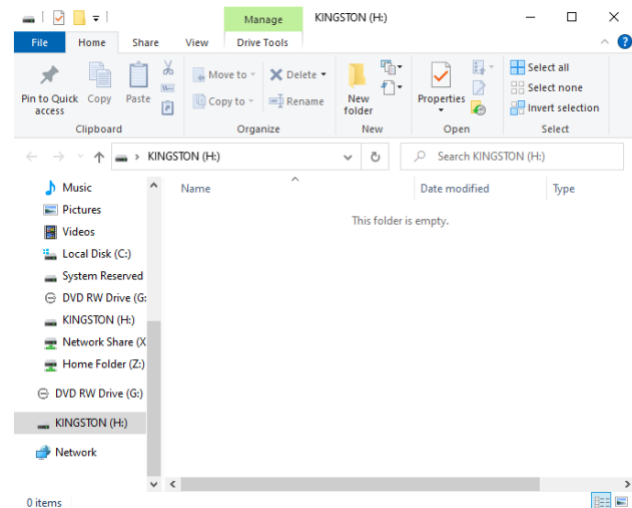 Manage
KINGSTON (H:)
File
Home
Share
View
Drive Tools
Pin to Quick access
Copy
Paste
Move to
Copy to
Delete
Rename
New folder
Properties
Select all
Select none
Invert selection
Clipboard
Organize
New
Open
Select
KINGSTON (H:)
Search KINGSTON (H:)
Name
Date modified
Type
This folder is empty.
Music
Pictures
Videos
Local Disk (C:)
System Reserved
DVD RW Drive (G:
KINGSTON (H:)
Network Share (X
Home Folder (Z:)
DVD RW Drive (G:)
KINGSTON (H:)
Network
0 items